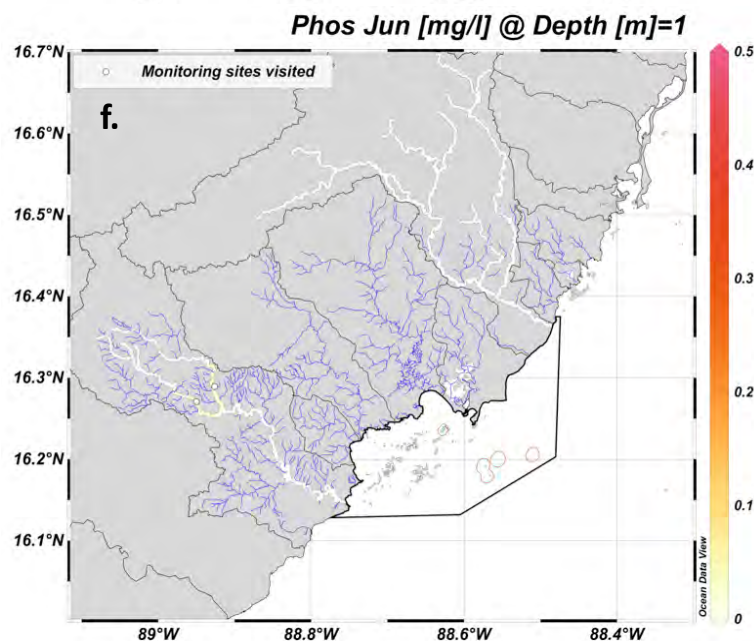 Phos Jun [mg/l] @ Depth [m]=1
Monitoring sites visited
f.
16.7°N
16.6°N
16.5°N
16.4°N
16.3°N
16.2°N
16.1°N
89°W
88.8°W
88.6°W
88.4°W
0.5
0.4
0.3
0.2
0.1
0
Ocean Data View